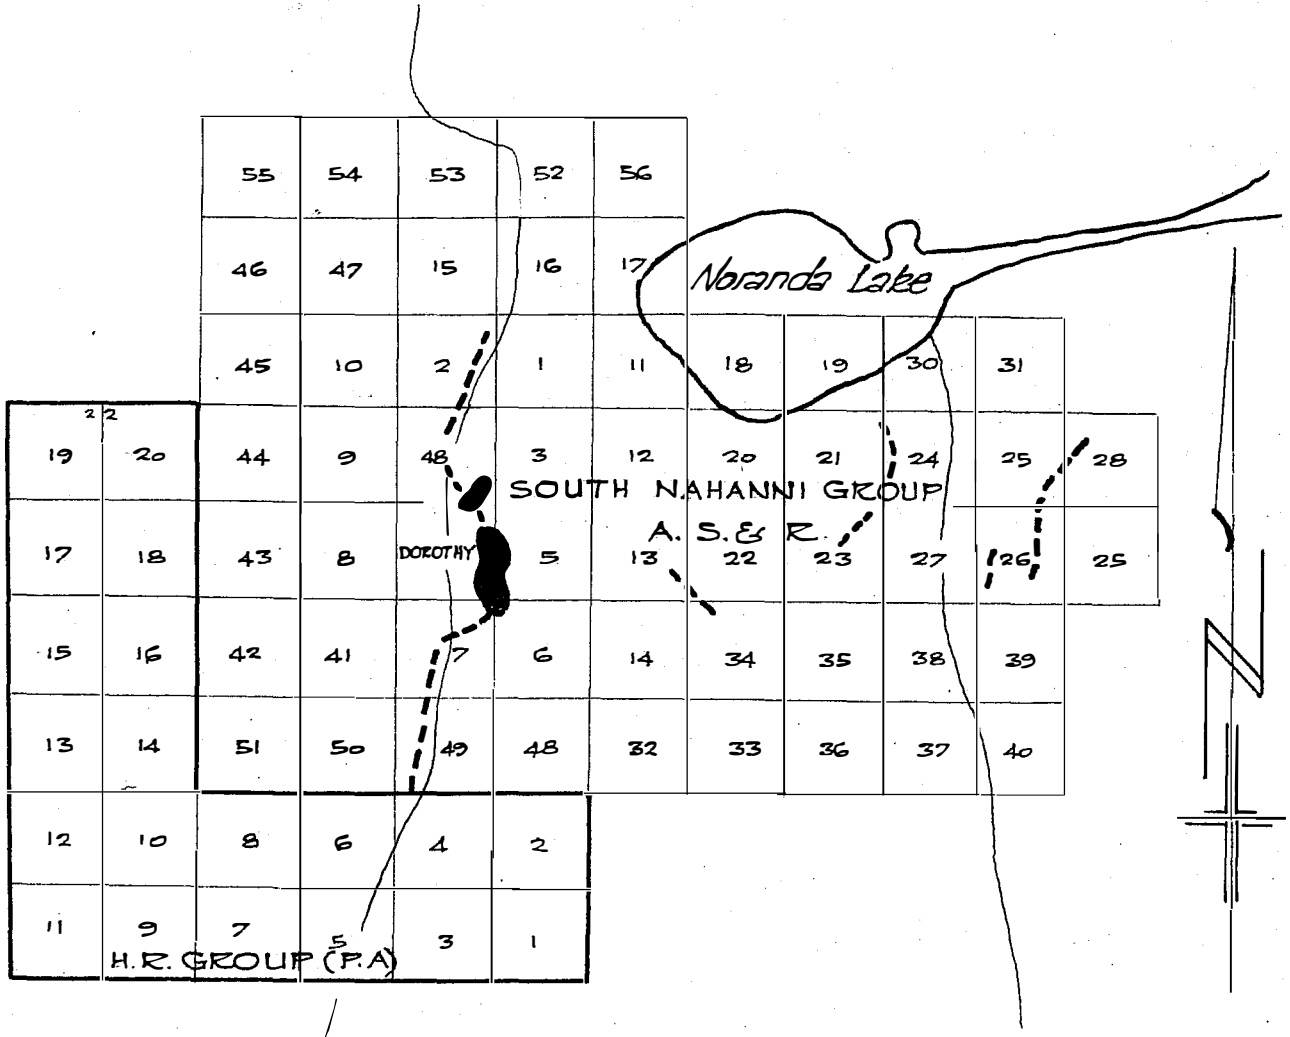 55 54 53 52 56
46 47 15 16 17 Noranda Lake
45 10 2 1 11 18 19 30 31
2 2
19 20 44 9 48 3 12 20 21 24 25 28
SOUTH NAHANNI GROUP
A. S. & R.
17 18 43 8 DOROTHY 5 13 22 23 27 26 25
15 16 42 41 7 6 14 34 35 38 39
13 14 51 50 49 48 32 33 36 37 40
12 10 8 6 4 2
11 9 7 5 3 1
H.R. GROUP (P.A)
N